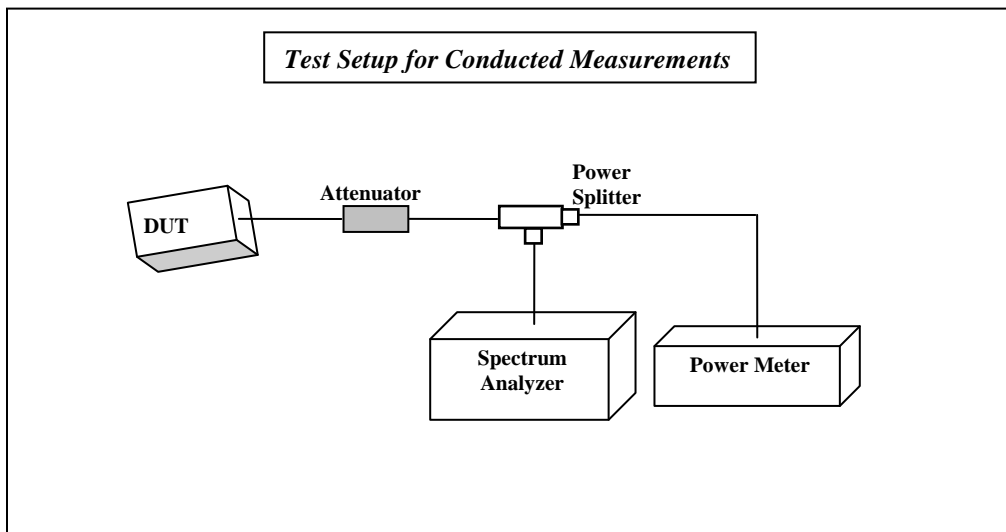 Test Setup for Conducted Measurements
Power
Splitter
Attenuator
DUT
Spectrum
Analyzer
Power Meter